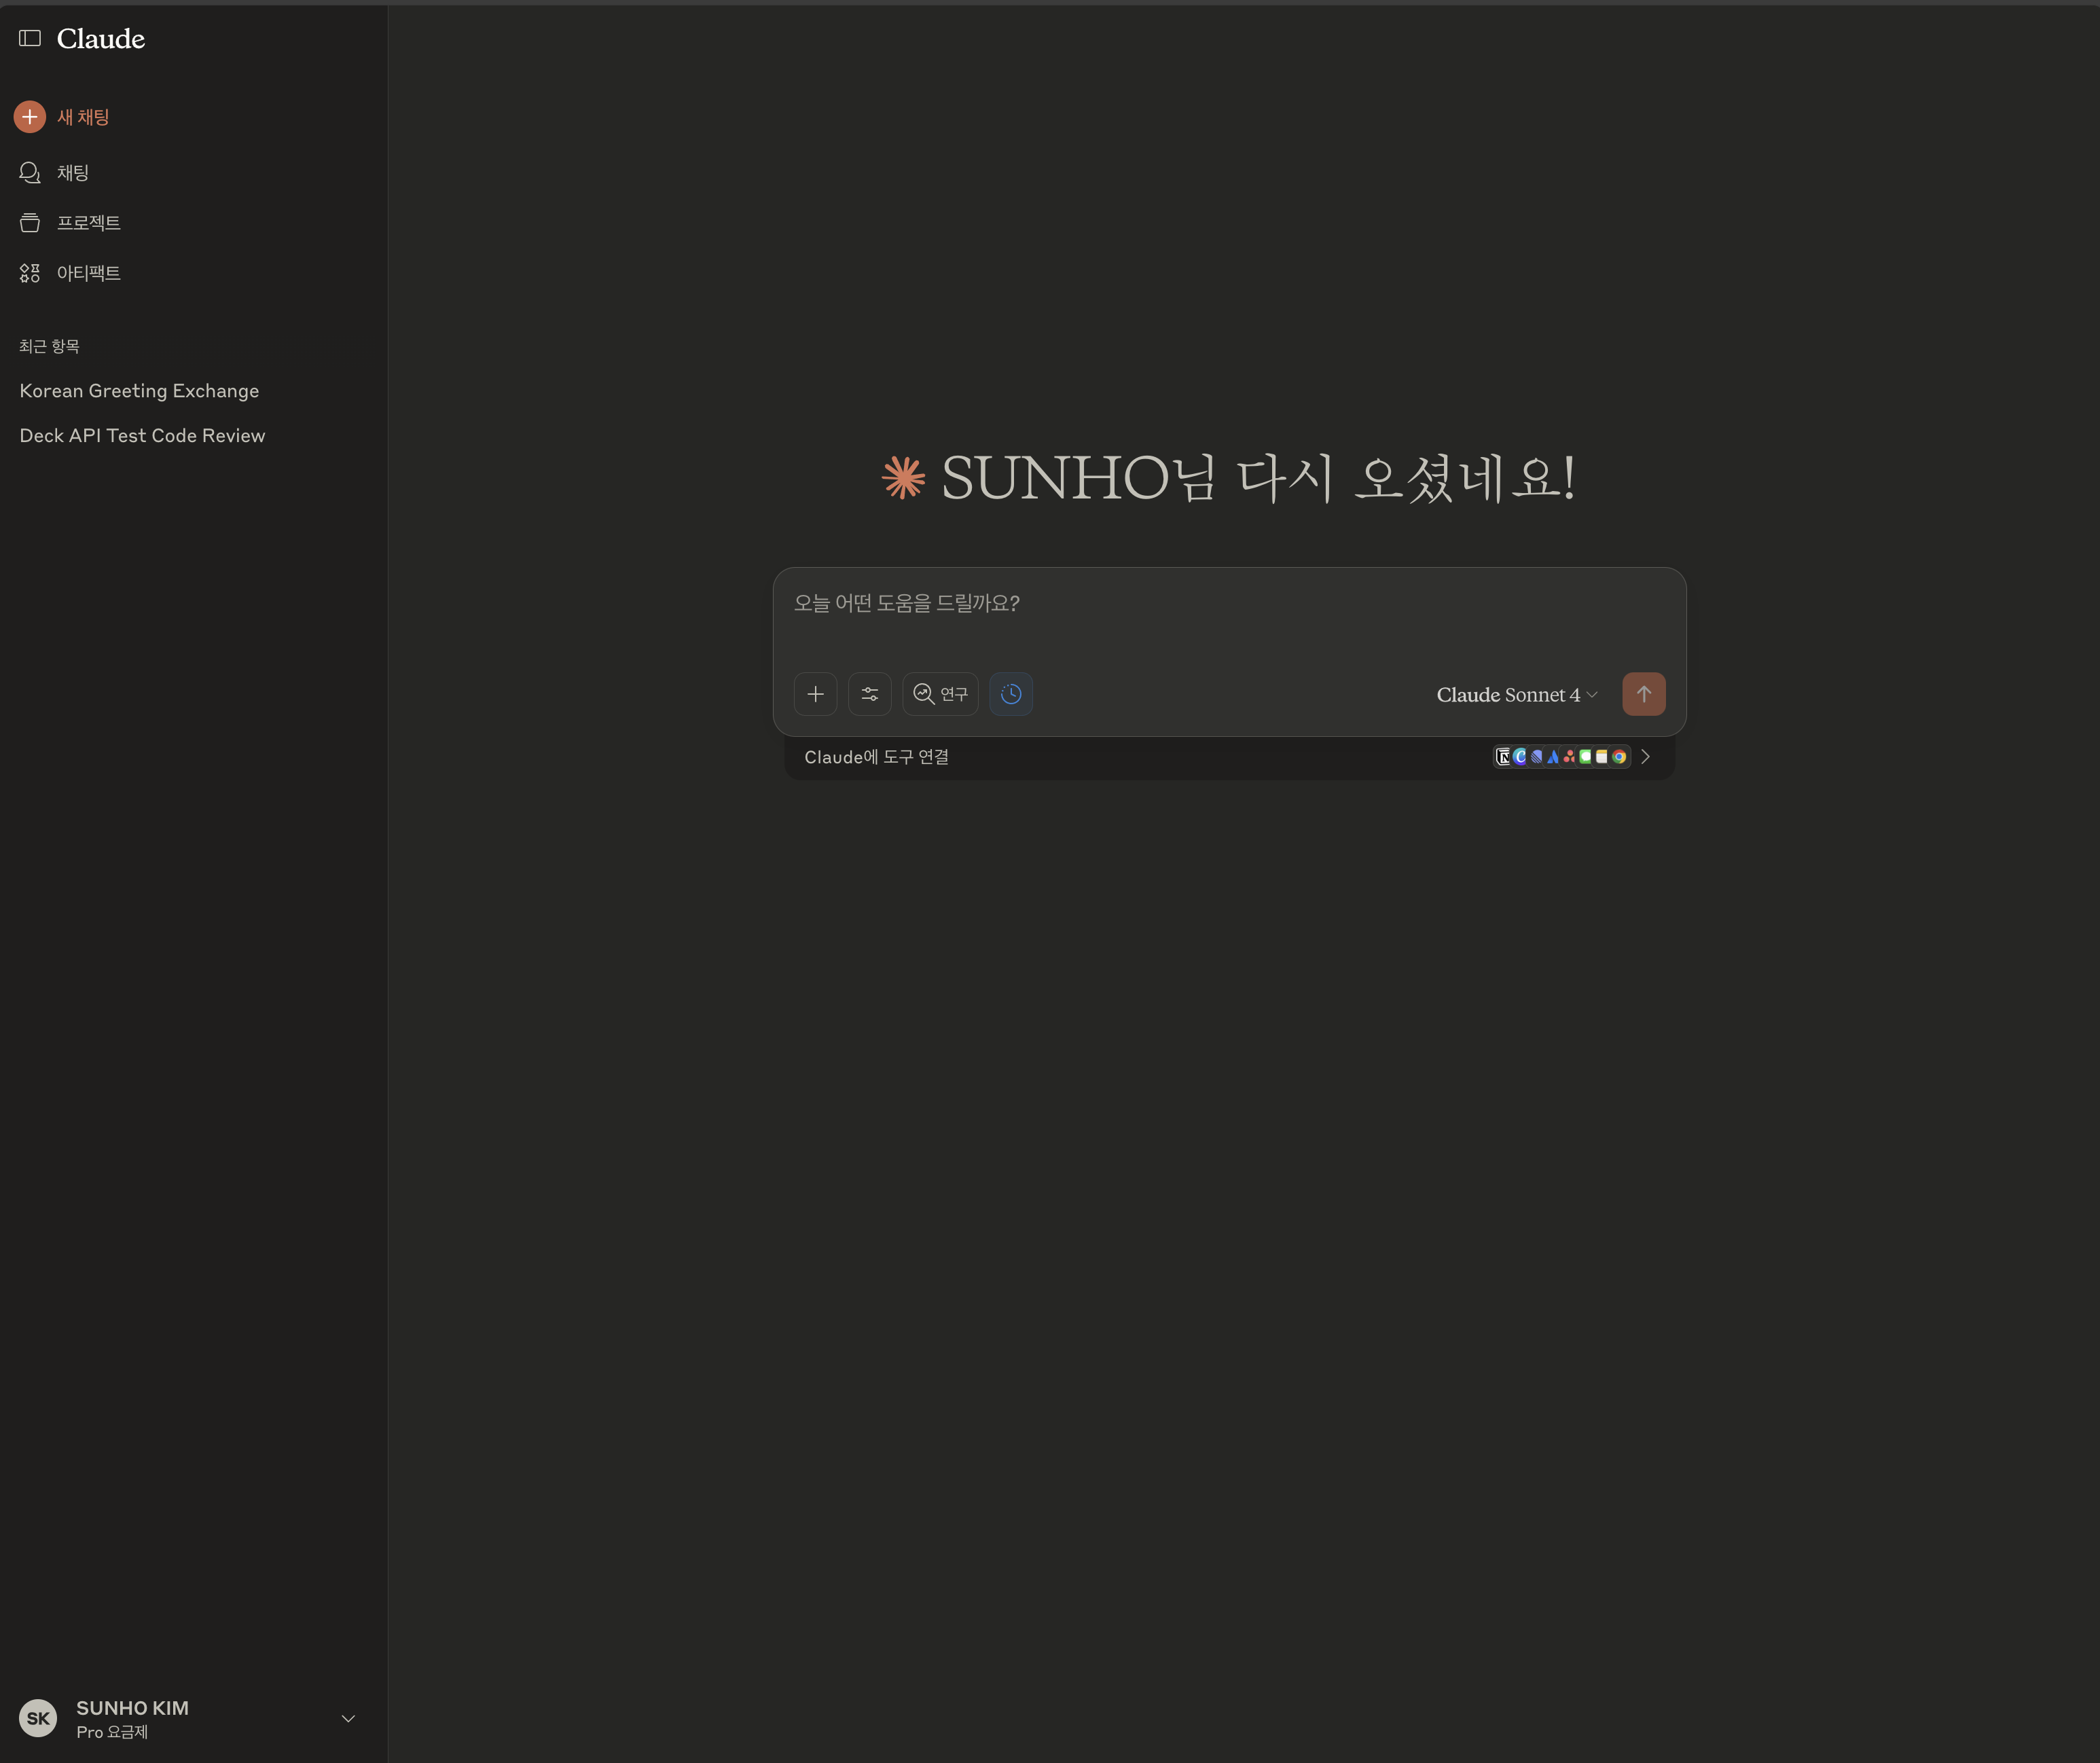 Claude
새 채팅
채팅
프로젝트
아티팩트
최근 항목
Korean Greeting Exchange
Deck API Test Code Review
SUNHO님 다시 오셨네요!
오늘 어떤 도움을 드릴까요?
연구
Claude Sonnet 4
Claude에 도구 연결
SK
SUNHO KIM
Pro 요금제